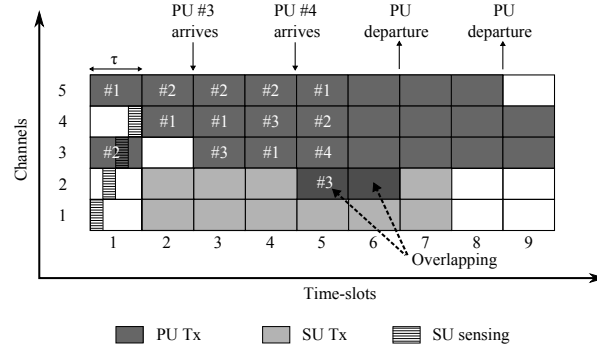 PU #3 arrives
PU #4 arrives
PU departure
PU departure
τ
Channels
5 #1 #2 #2 #2 #1
4 #1 #1 #3 #2
3 #2 #3 #1 #4
2 #3
1
1 2 3 4 5 6 7 8 9
Overlapping
Time-slots
PU Tx SU Tx SU sensing